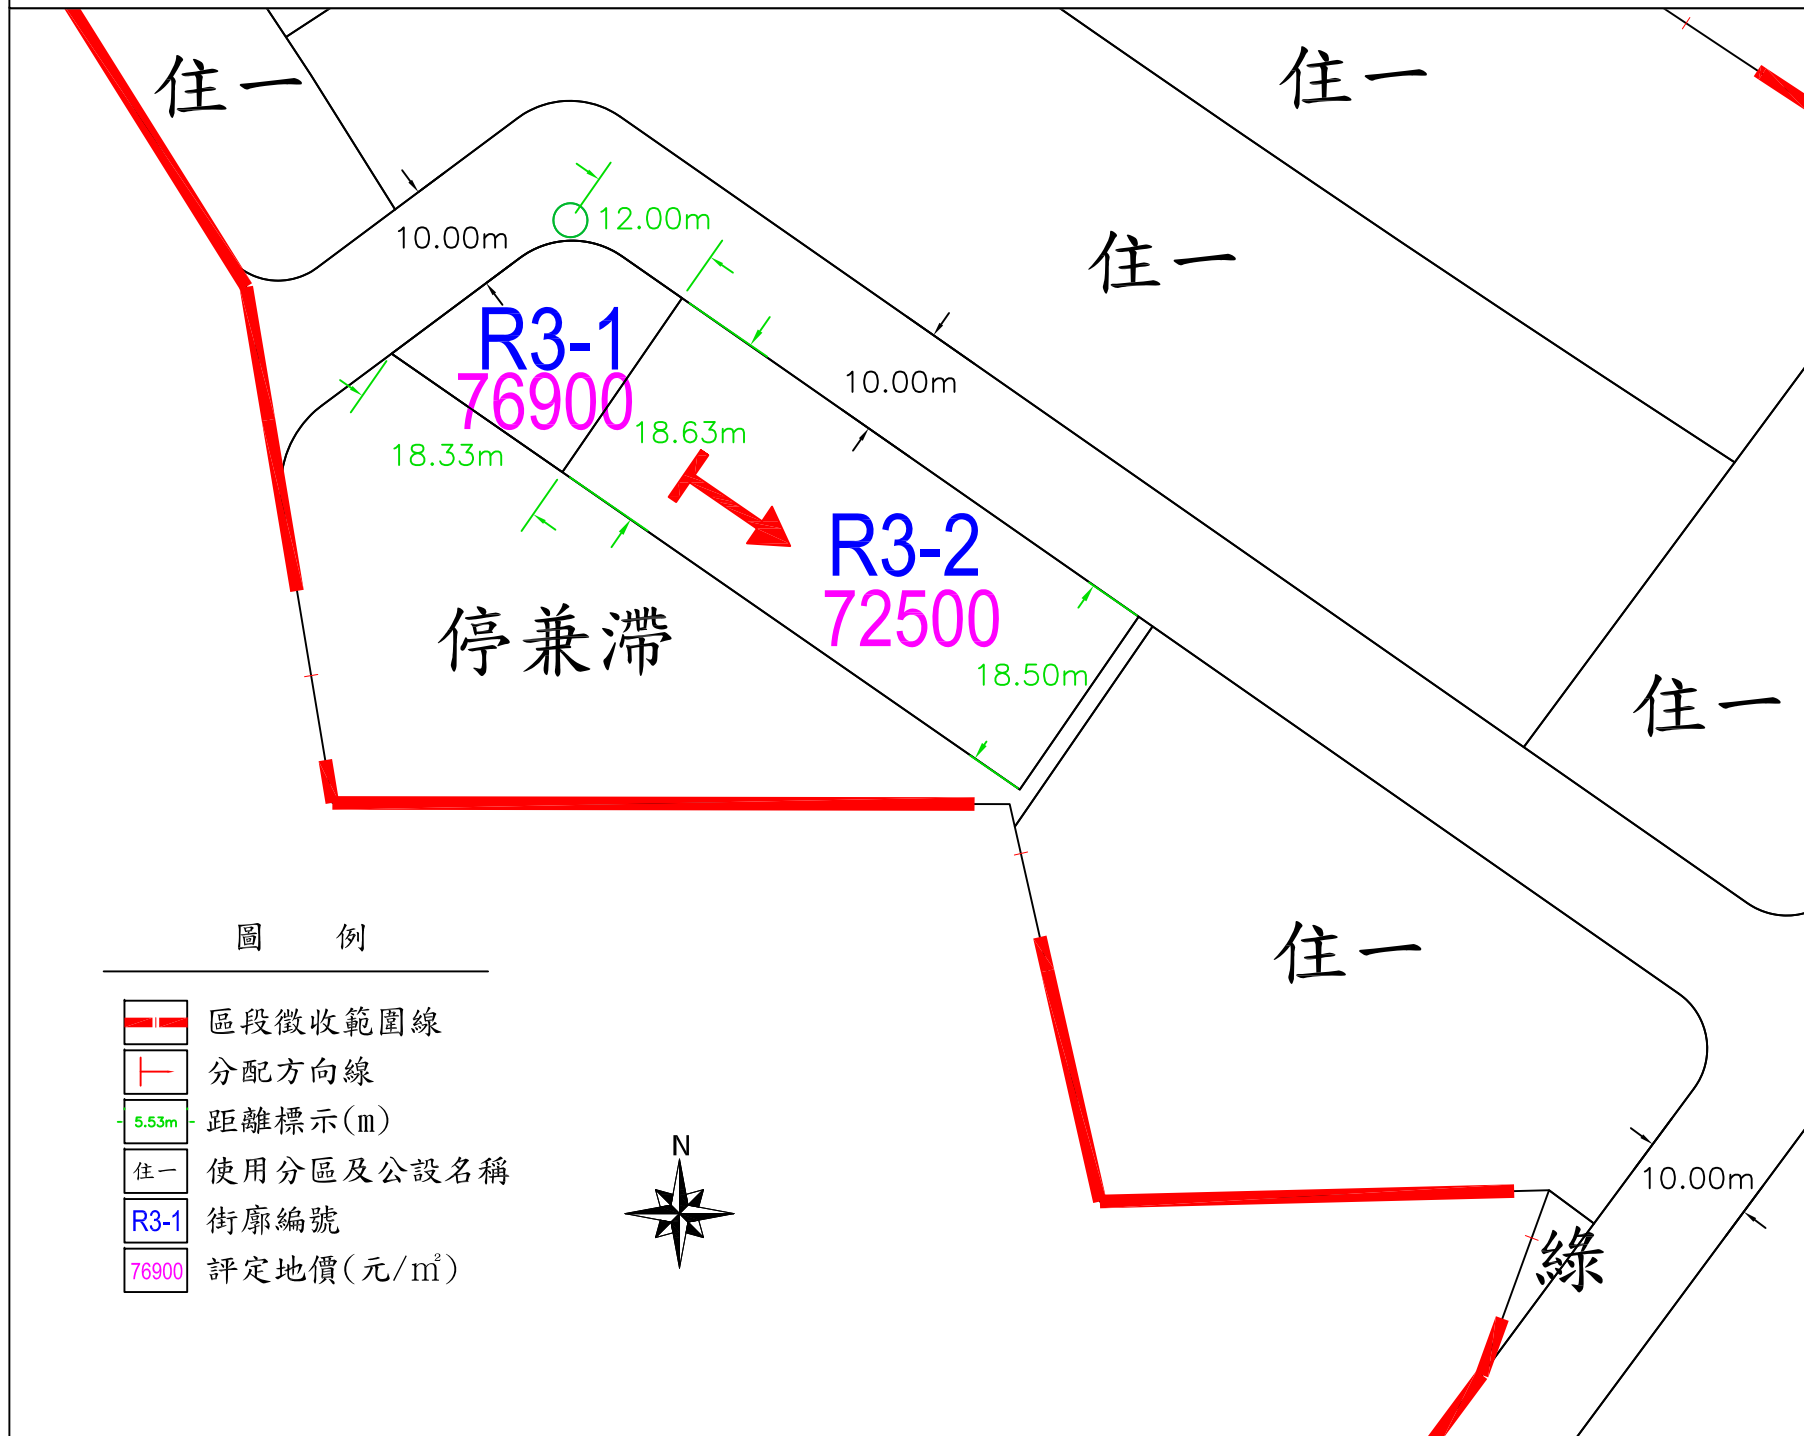 住一
住一
12.00m
10.00m
住一
R3-1
76900
10.00m
18.63m
18.33m
R3-2
72500
停兼滯
18.50m
住一
圖 例
住一
區段徵收範圍線
分配方向線
5.53m 距離標示(m)
住一 使用分區及公設名稱
R3-1 街廓編號
76900 評定地價(元/㎡)
N
10.00m
綠